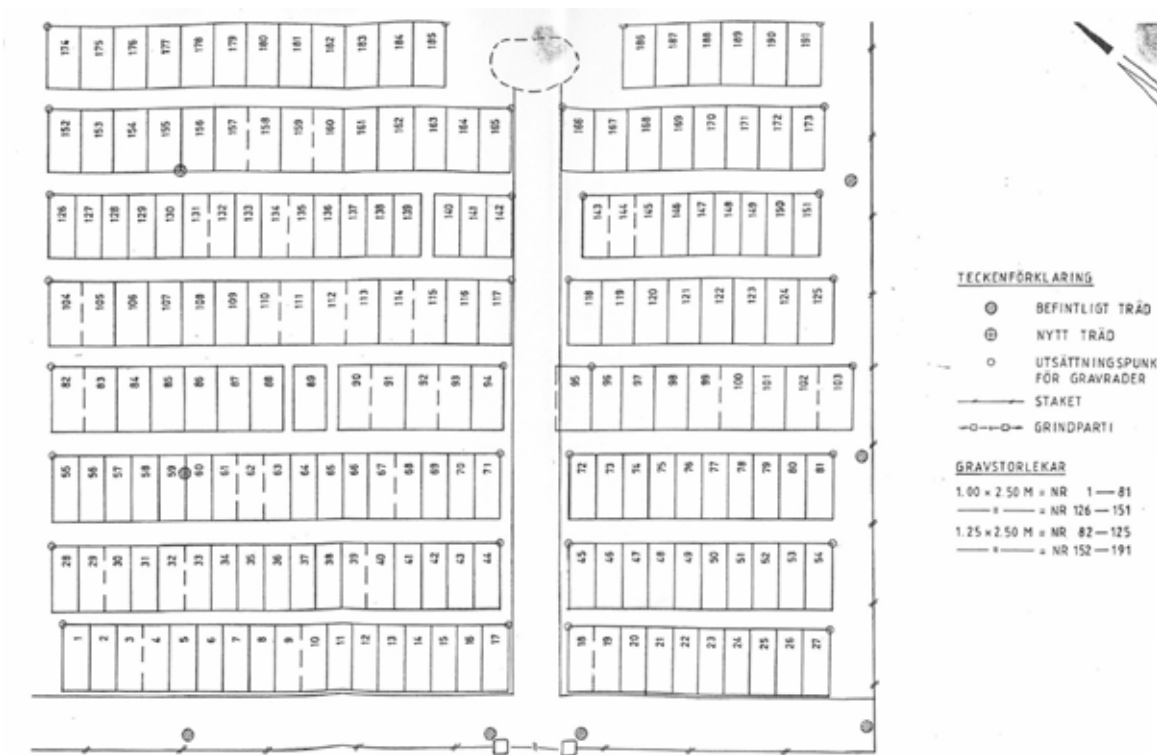 174 175 176 177 178 179 180 181 182 183 184 185 186 187 188 189 190 191
152 153 154 155 156 157 158 159 160 161 162 163 164 165 166 167 168 169 170 171 172 173
126 127 128 129 130 131 132 133 134 135 136 137 138 139 140 141 142 143 144 145 146 147 148 149 150 151
104 105 106 107 108 109 110 111 112 113 114 115 116 117 118 119 120 121 122 123 124 125
82 83 84 85 86 87 88 89 90 91 92 93 94 95 96 97 98 99 100 101 102 103
55 56 57 58 59 60 61 62 63 64 65 66 67 68 69 70 71 72 73 74 75 76 77 78 79 80 81
28 29 30 31 32 33 34 35 36 37 38 39 40 41 42 43 44 45 46 47 48 49 50 51 52 53 54
1 2 3 4 5 6 7 8 9 10 11 12 13 14 15 16 17 18 19 20 21 22 23 24 25 26 27
TECKENFÖRKLARING
BEFINTLIGT TRÄD
NYTT TRÄD
UTSÄTTNINGSPUNK
FÖR GRAVRADER
STAKET
GRINDPARTI
GRAVSTORLEKAR
1.00 × 2.50 M = NR 1 — 81
— " — = NR 126 — 151
1.25 × 2.50 M = NR 82 — 125
— " — = NR 152 — 191